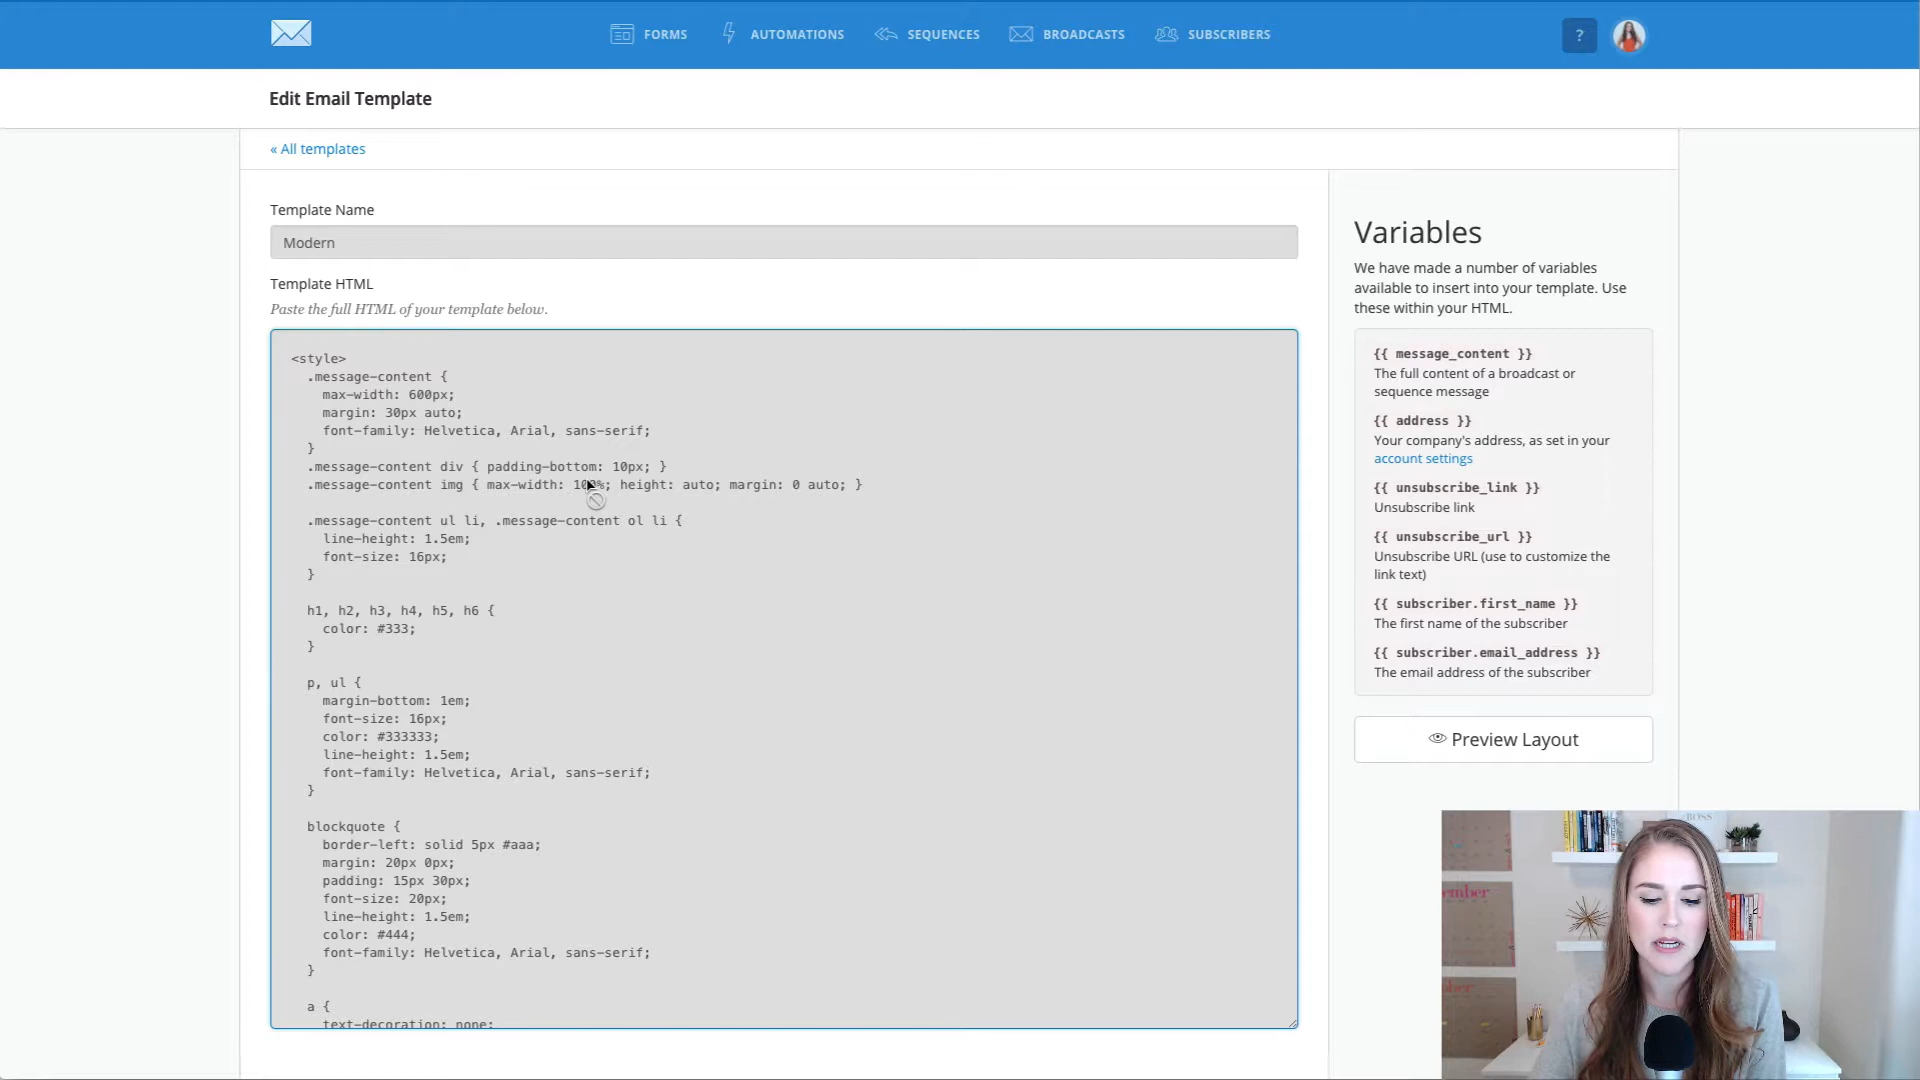 FORMS
AUTOMATIONS
SEQUENCES
BROADCASTS
SUBSCRIBERS
?
Edit Email Template
« All templates
Template Name
Modern
Template HTML
Paste the full HTML of your template below.
<style>
.message-content {
max-width: 600px;
margin: 30px auto;
font-family: Helvetica, Arial, sans-serif;
}
.message-content div { padding-bottom: 10px; }
.message-content img { max-width: 100%; height: auto; margin: 0 auto; }
.message-content ul li, .message-content ol li {
line-height: 1.5em;
font-size: 16px;
}
h1, h2, h3, h4, h5, h6 {
color: #333;
}
p, ul {
margin-bottom: 1em;
font-size: 16px;
color: #333333;
line-height: 1.5em;
font-family: Helvetica, Arial, sans-serif;
}
blockquote {
border-left: solid 5px #aaa;
margin: 20px 0px;
padding: 15px 30px;
font-size: 20px;
line-height: 1.5em;
color: #444;
font-family: Helvetica, Arial, sans-serif;
}
a {
text-decoration: none;
Variables
We have made a number of variables
available to insert into your template. Use
these within your HTML.
{{ message_content }}
The full content of a broadcast or
sequence message
{{ address }}
Your company's address, as set in your
account settings
{{ unsubscribe_link }}
Unsubscribe link
{{ unsubscribe_url }}
Unsubscribe URL (use to customize the
link text)
{{ subscriber.first_name }}
The first name of the subscriber
{{ subscriber.email_address }}
The email address of the subscriber
Preview Layout
BOSS